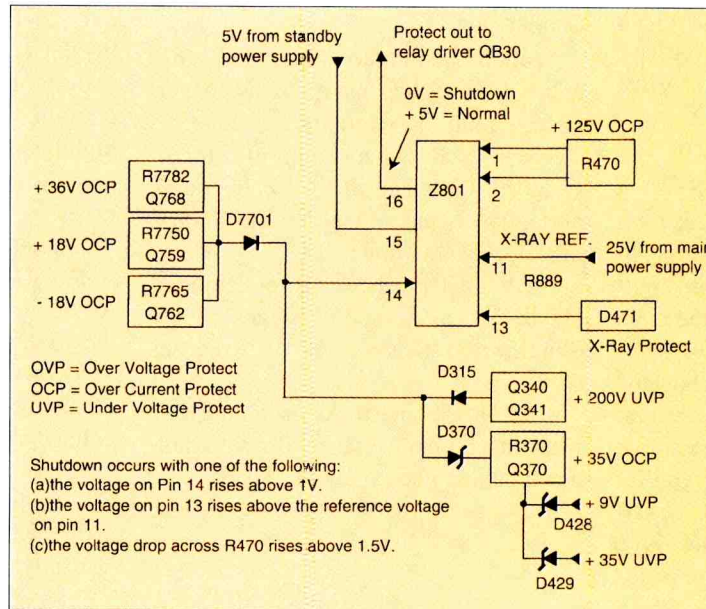 5V from standby
power supply
Protect out to
relay driver QB30
0V = Shutdown
+ 5V = Normal
+ 125V OCP
R470
1
2
Z801
16
15
14
X-RAY REF.
11
R889
25V from main
power supply
13
D471
X-Ray Protect
+ 36V OCP
R7782
Q768
D7701
+ 18V OCP
R7750
Q759
- 18V OCP
R7765
Q762
OVP = Over Voltage Protect
OCP = Over Current Protect
UVP = Under Voltage Protect
D315
Q340
Q341
+ 200V UVP
D370
R370
Q370
+ 35V OCP
+ 9V UVP
D428
+ 35V UVP
D429
Shutdown occurs with one of the following:
(a)the voltage on Pin 14 rises above 1V.
(b)the voltage on pin 13 rises above the reference voltage
on pin 11.
(c)the voltage drop across R470 rises above 1.5V.